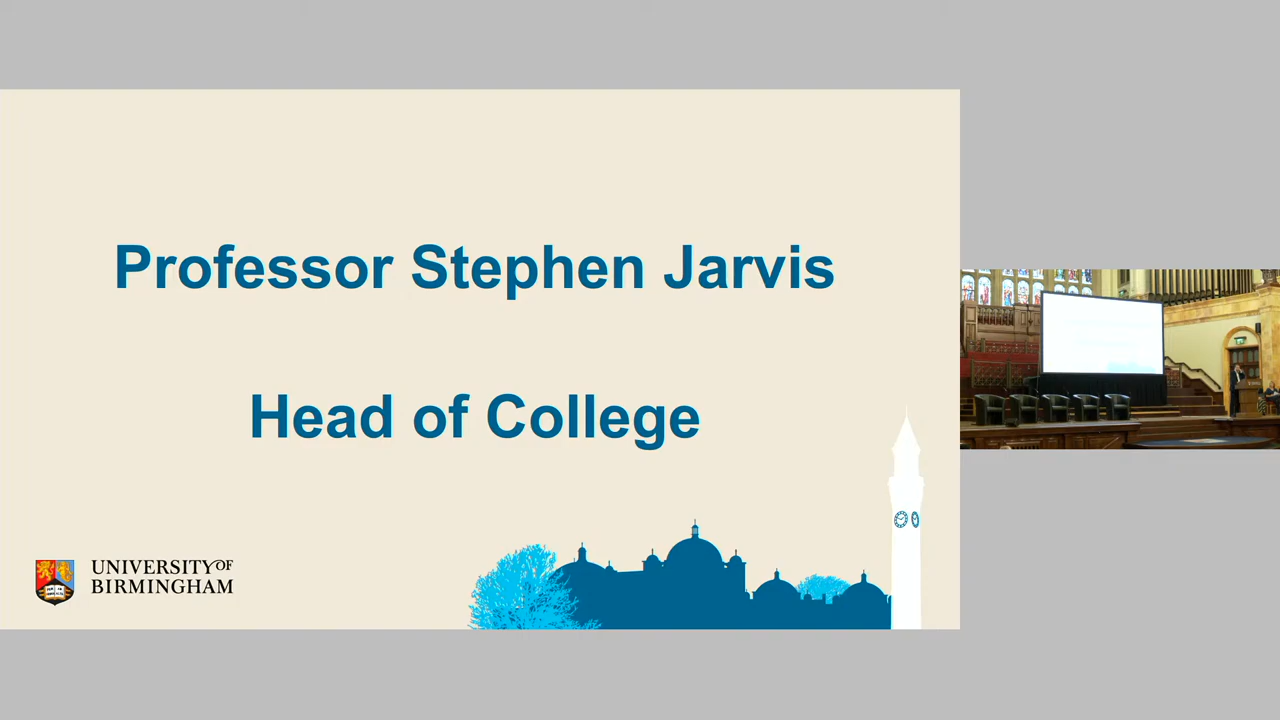 Professor Stephen Jarvis
Head of College
UNIVERSITY OF
BIRMINGHAM